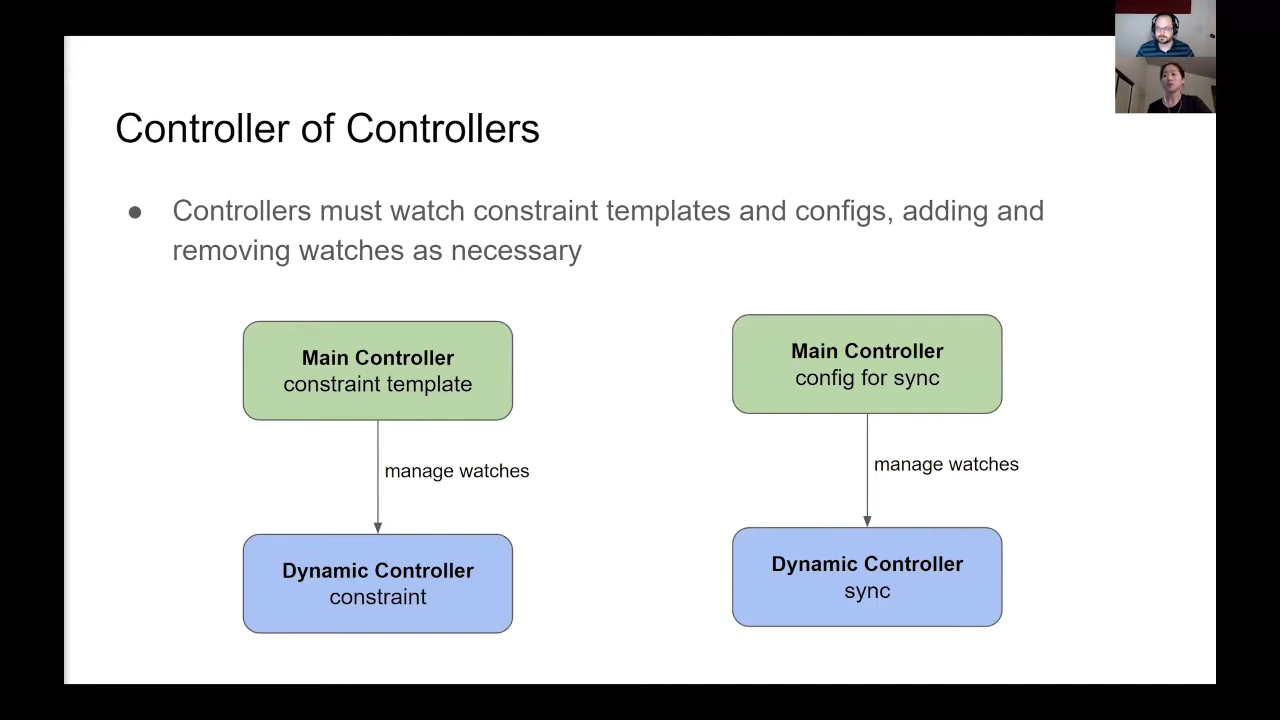 Controller of Controllers
● Controllers must watch constraint templates and configs, adding and
removing watches as necessary
Main Controller
constraint template
manage watches
Dynamic Controller
constraint
Main Controller
config for sync
manage watches
Dynamic Controller
sync